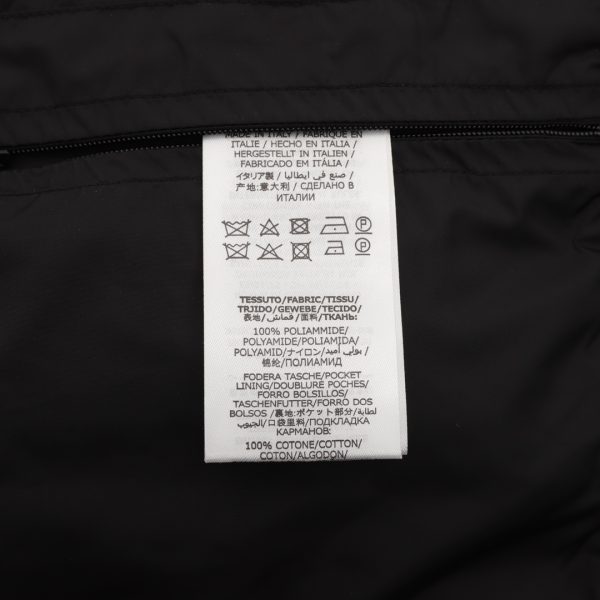 MADE IN ITALY / FABRIQUE EN
ITALIE / HECHO EN ITALIA /
HERGESTELLT IN ITALIEN /
FABRICADO EM ITÁLIA /
イタリア製 / صنع في ايطاليا /
产地:意大利 / СДЕЛАНО В
ИТАЛИИ
P
P
TESSUTO/FABRIC/TISSU/
TRJIDO/GEWEBE/TECIDO/
表地/قماش/面料/ТКАНЬ:
100% POLIAMMIDE/
POLYAMIDE/POLIAMIDA/
POLYAMID/ナイロン/بولي أميد/
锦纶/ПОЛИАМИД
FODERA TASCHE/POCKET
LINING/DOUBLURE POCHES/
FORRO BOLSILLOS/
TASCHENFUTTER/FORRO DOS
BOLSOS /裏地:ポケット部分/لطابة
الجيوب/口袋里料/ПОДКЛАДКА
КАРМАНОВ:
100% COTONE/COTTON/
COTON/ALGODON/